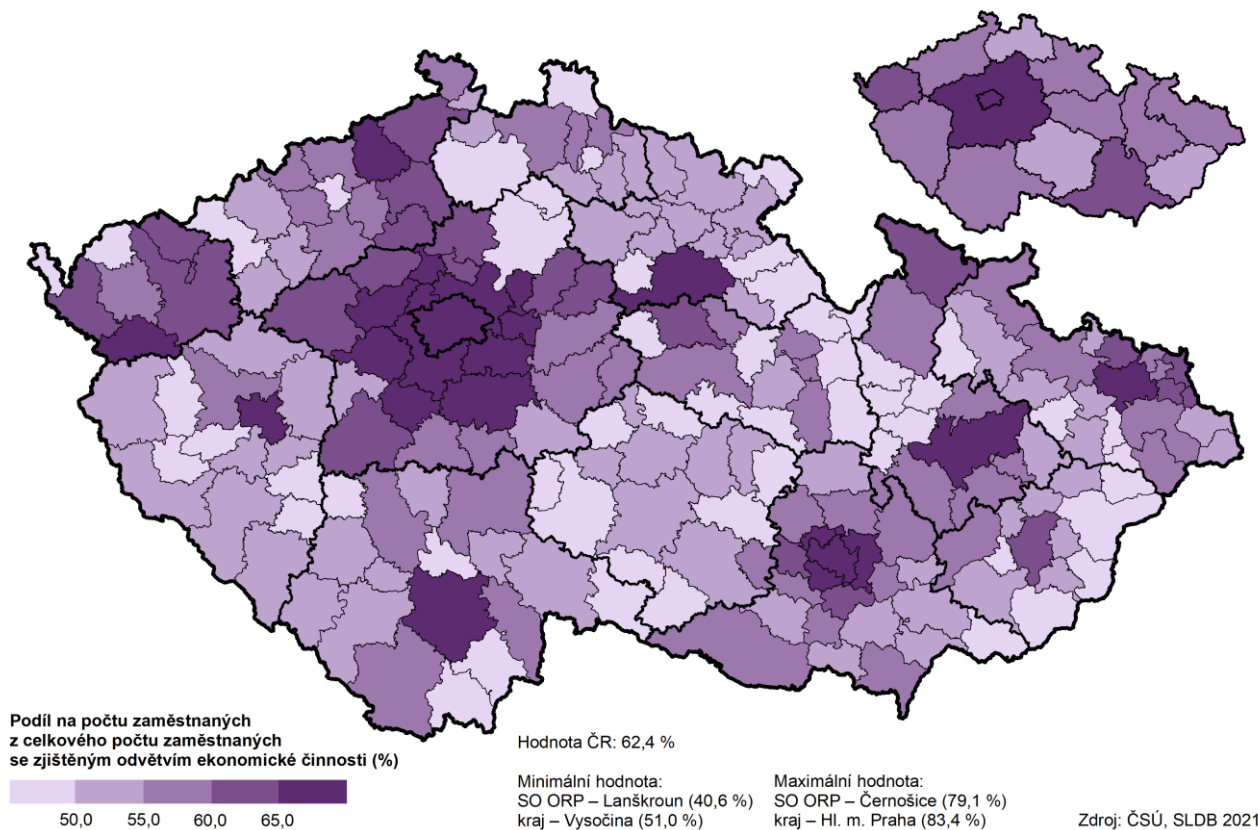 Podíl na počtu zaměstnaných
z celkového počtu zaměstnaných
se zjištěným odvětvím ekonomické činnosti (%)
50,0 55,0 60,0 65,0
Hodnota ČR: 62,4 %
Minimální hodnota:
SO ORP – Lanškroun (40,6 %)
kraj – Vysočina (51,0 %)
Maximální hodnota:
SO ORP – Černošice (79,1 %)
kraj – Hl. m. Praha (83,4 %)
Zdroj: ČSÚ, SLDB 2021